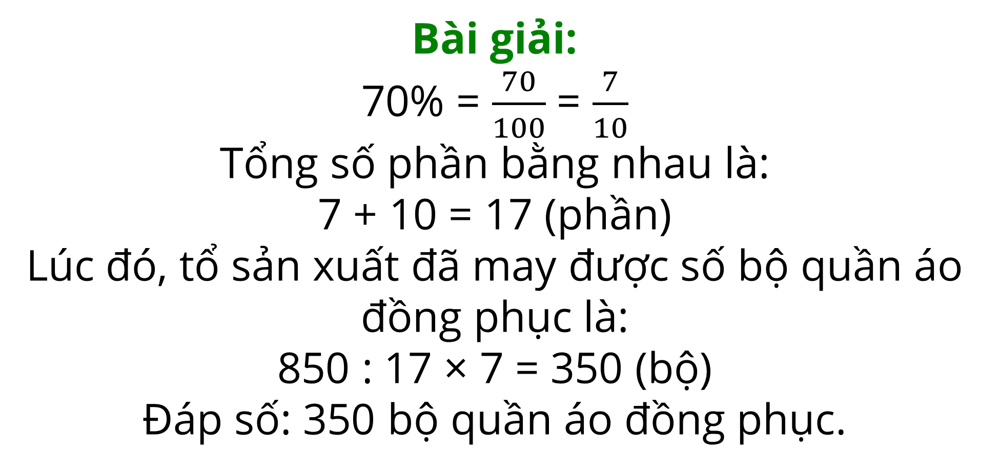 Bài giải:
70% = 70/100 = 7/10
Tổng số phần bằng nhau là:
7 + 10 = 17 (phần)
Lúc đó, tổ sản xuất đã may được số bộ quần áo
đồng phục là:
850 : 17 × 7 = 350 (bộ)
Đáp số: 350 bộ quần áo đồng phục.